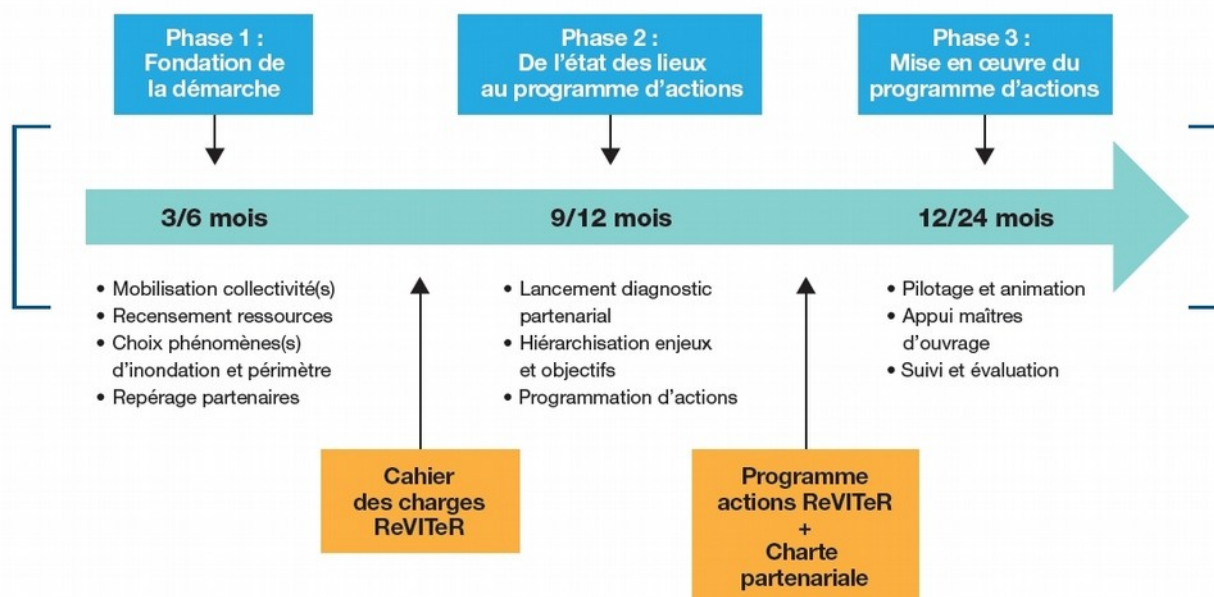 Phase 1 :
Fondation de
la démarche
Phase 2 :
De l'état des lieux
au programme d'actions
Phase 3 :
Mise en œuvre du
programme d'actions
3/6 mois
9/12 mois
12/24 mois
• Mobilisation collectivité(s)
• Recensement ressources
• Choix phénomènes(s)
d'inondation et périmètre
• Repérage partenaires
• Lancement diagnostic
partenarial
• Hiérarchisation enjeux
et objectifs
• Programmation d'actions
• Pilotage et animation
• Appui maîtres
d'ouvrage
• Suivi et évaluation
Cahier
des charges
ReVITeR
Programme
actions ReVITeR
+
Charte
partenariale